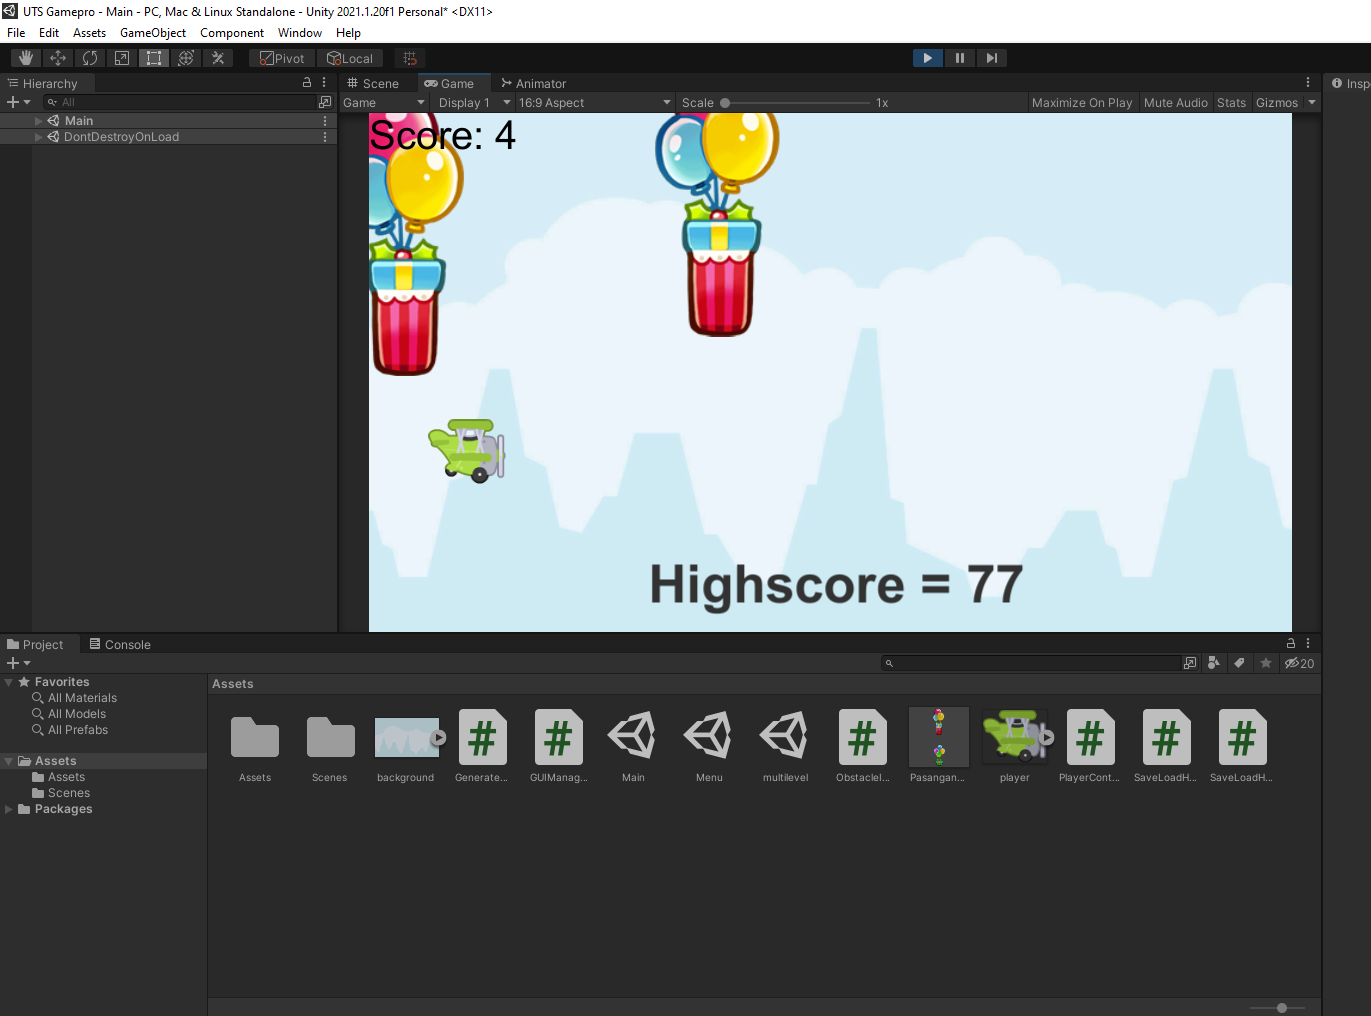 UTS Gamepro - Main - PC, Mac & Linux Standalone - Unity 2021.1.20f1 Personal* <DX11>
File Edit Assets GameObject Component Window Help
Pivot Local
Hierarchy
Scene Game Animator
Insp
All
Game Display 1 16:9 Aspect Scale 1x Maximize On Play Mute Audio Stats Gizmos
Main
DontDestroyOnLoad
Score: 4
Highscore = 77
Project Console
20
Favorites
All Materials
All Models
All Prefabs
Assets
Assets
Scenes
Packages
Assets
Assets Scenes background Generate... GUIManag... Main Menu multilevel ObstacleI... Pasangan... player PlayerCont... SaveLoadH... SaveLoadH...